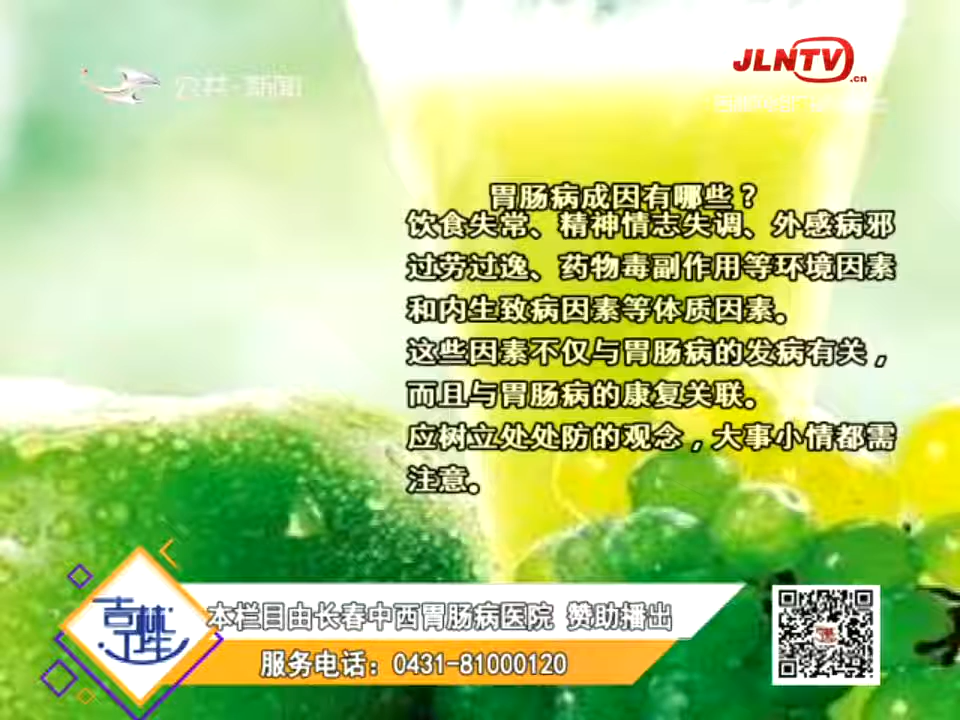 公共·新闻
JLNTV
.cn
胃肠病成因有哪些？
饮食失常、精神情志失调、外感病邪
过劳过逸、药物毒副作用等环境因素
和内生致病因素等体质因素。
这些因素不仅与胃肠病的发病有关，
而且与胃肠病的康复关联。
应树立处处防的观念，大事小情都需
注意。
本栏目由长春中西胃肠病医院 赞助播出
服务电话：0431-81000120